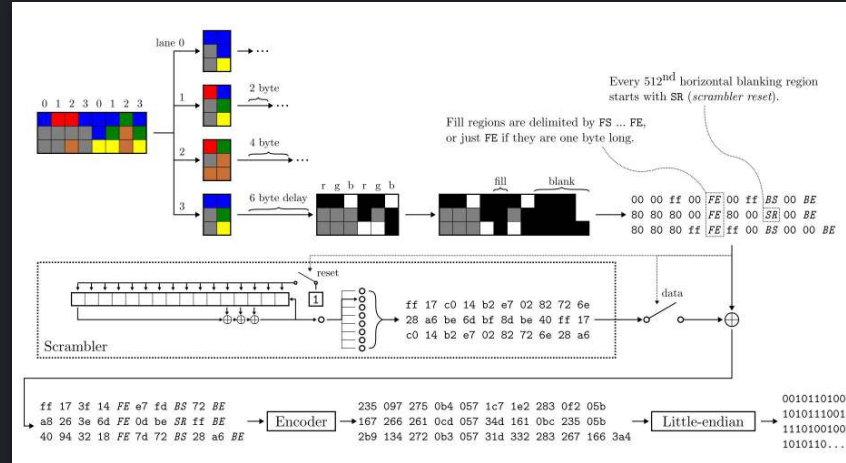 lane 0
2 byte
1
0 1 2 3 0 1 2 3
4 byte
2
6 byte delay
3
r g b r g b
fill
blank
Every 512nd horizontal blanking region
starts with SR (scrambler reset).
Fill regions are delimited by FS ... FE,
or just FE if they are one byte long.
00 00 ff 00 FE 00 ff BS 00 BE
80 80 80 00 FE 80 00 SR 00 BE
80 80 80 ff FE ff 00 BS 00 00 BE
reset
1
Scrambler
ff 17 c0 14 b2 e7 02 82 72 6e
28 a6 be 6d bf 8d be 40 ff 17
c0 14 b2 e7 02 82 72 6e 28 a6
data
ff 17 3f 14 FE e7 fd BS 72 BE
a8 26 3e 6d FE 0d be SR ff BE
40 94 32 18 FE 7d 72 BS 28 a6 BE
Encoder
235 097 275 0b4 057 1c7 1e2 283 0f2 05b
167 266 261 0cd 057 34d 161 0bc 235 05b
2b9 134 272 0b3 057 31d 332 283 267 166 3a4
Little-endian
0010110100
1010111001
1110100100
1010110...